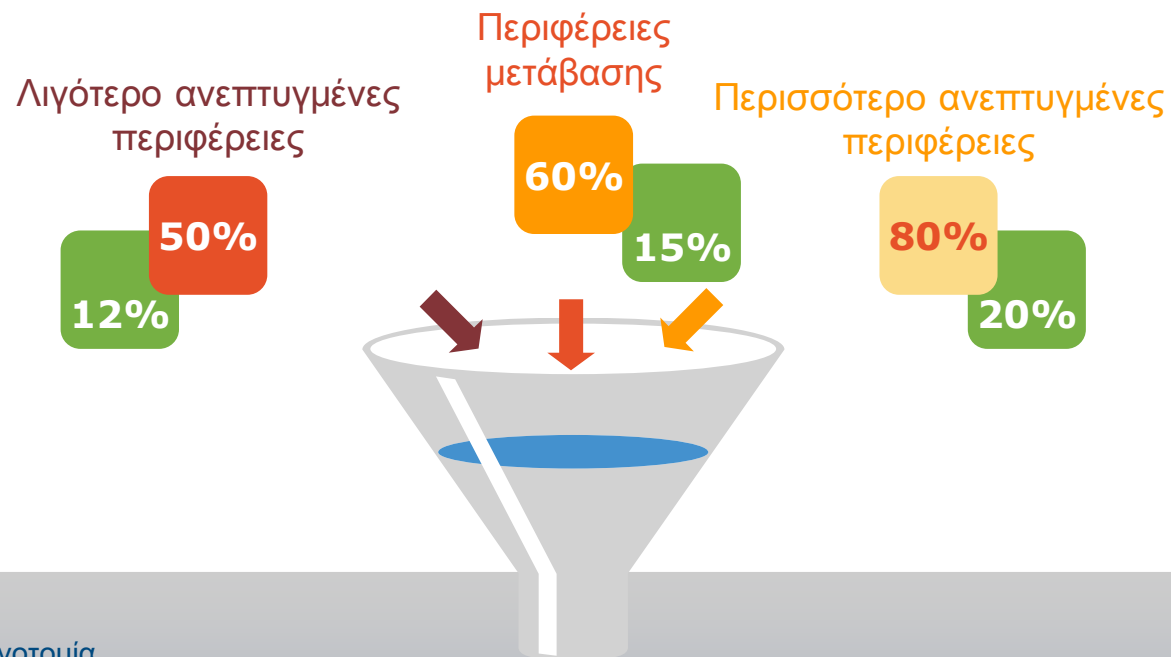 Περιφέρειες
μετάβασης
Λιγότερο ανεπτυγμένες
περιφέρειες
Περισσότερο ανεπτυγμένες
περιφέρειες
60%
50%
80%
15%
12%
20%